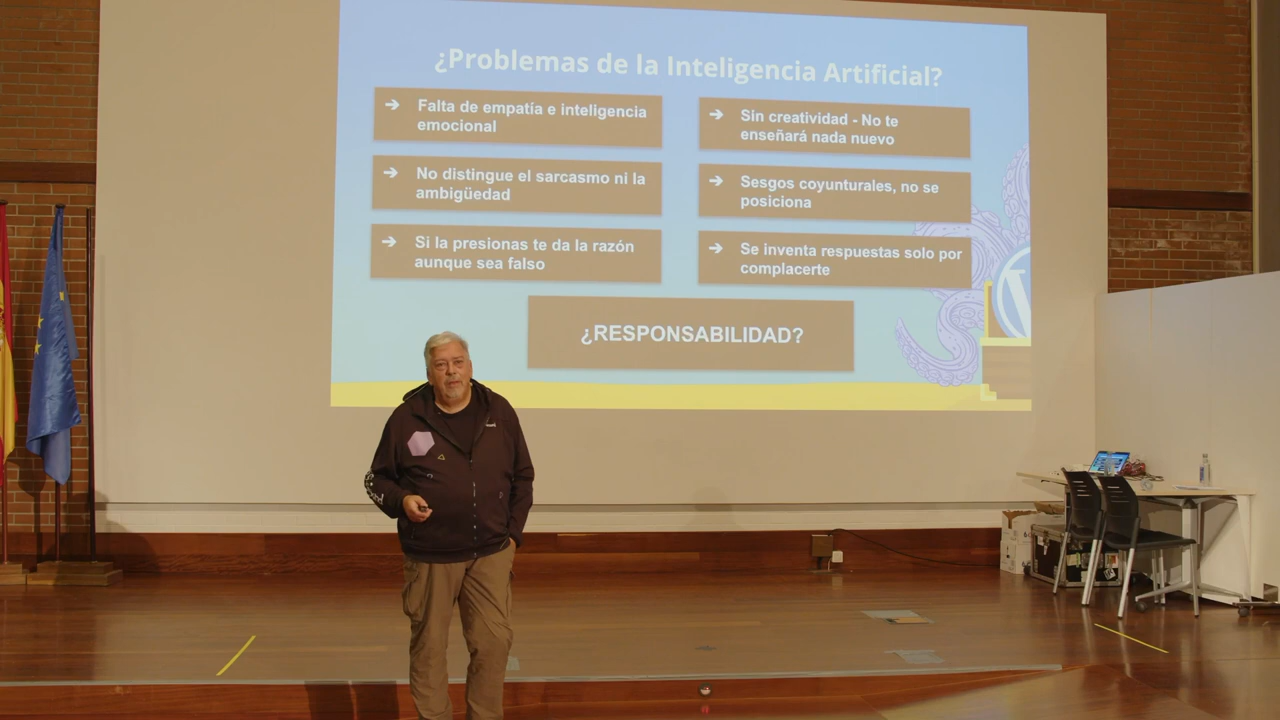 ¿Problemas de la Inteligencia Artificial?
➔ Falta de empatía e inteligencia
emocional
➔ No distingue el sarcasmo ni la
ambigüedad
➔ Si la presionas te da la razón
aunque sea falso
➔ Sin creatividad - No te
enseñará nada nuevo
➔ Sesgos coyunturales, no se
posiciona
➔ Se inventa respuestas solo por
complacerte
¿RESPONSABILIDAD?